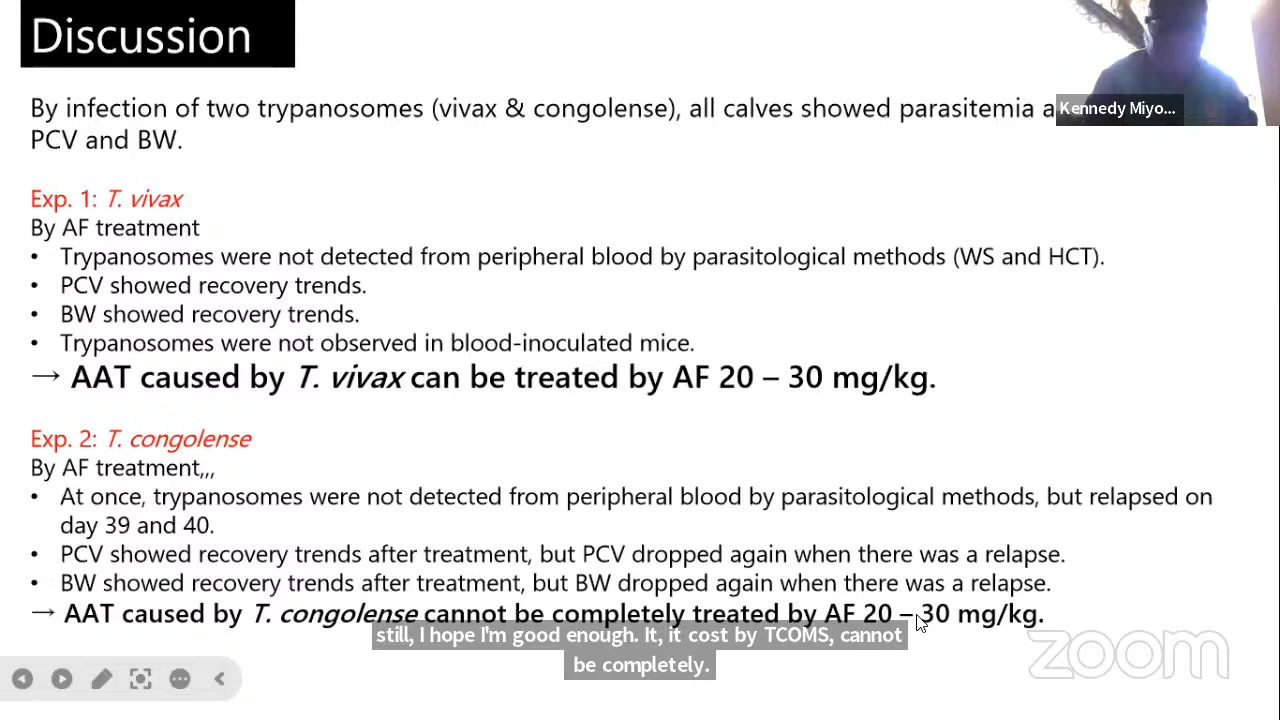 Discussion
By infection of two trypanosomes (vivax & congolense), all calves showed parasitemia a
Kennedy Miyo...
PCV and BW.
Exp. 1: T. vivax
By AF treatment
• Trypanosomes were not detected from peripheral blood by parasitological methods (WS and HCT).
• PCV showed recovery trends.
• BW showed recovery trends.
• Trypanosomes were not observed in blood-inoculated mice.
→ AAT caused by T. vivax can be treated by AF 20 – 30 mg/kg.
Exp. 2: T. congolense
By AF treatment,,,
• At once, trypanosomes were not detected from peripheral blood by parasitological methods, but relapsed on
day 39 and 40.
• PCV showed recovery trends after treatment, but PCV dropped again when there was a relapse.
• BW showed recovery trends after treatment, but BW dropped again when there was a relapse.
→ AAT caused by T. congolense cannot be completely treated by AF 20 – 30 mg/kg.
still, I hope I'm good enough. It, it cost by TCOMS, cannot
be completely.
zoom